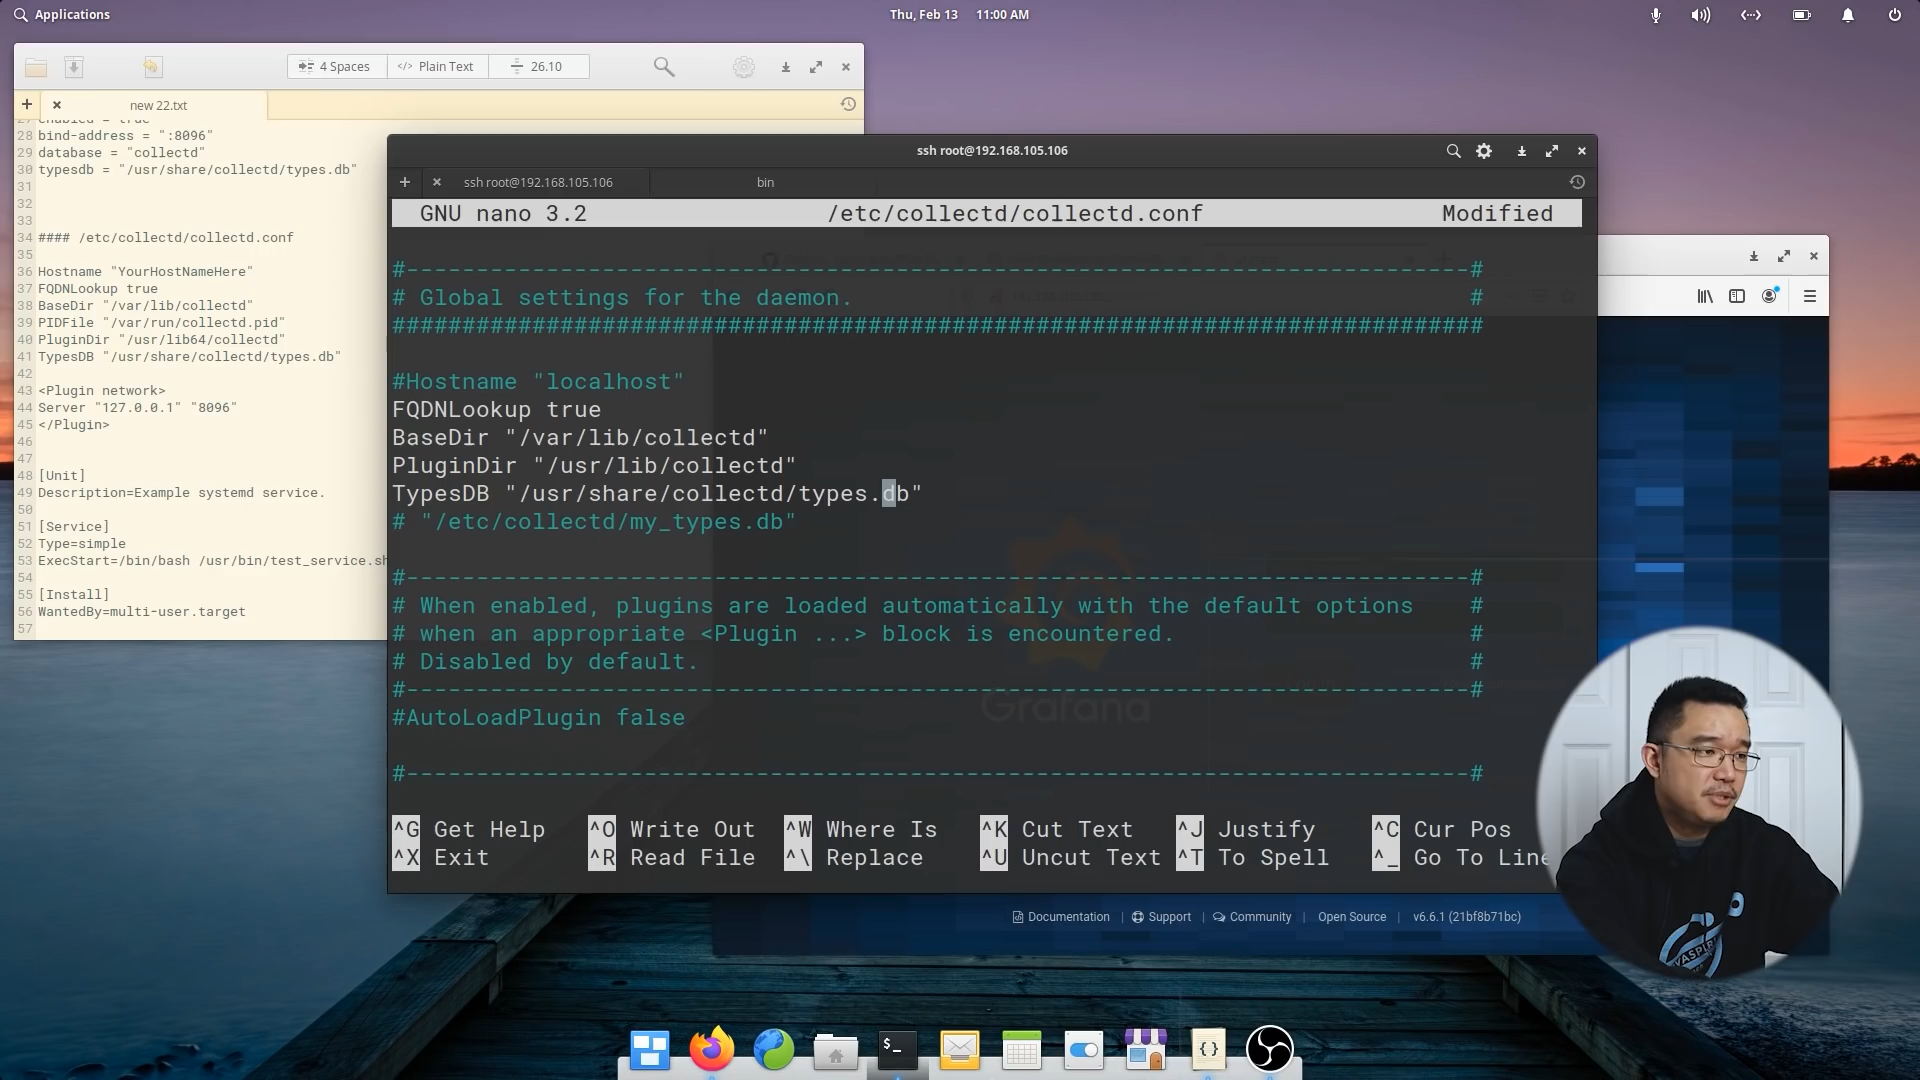 Applications
Thu, Feb 13 11:00 AM
4 Spaces
</> Plain Text
26.10
new 22.txt
27 enabled = true
28 bind-address = ":8096"
29 database = "collectd"
30 typesdb = "/usr/share/collectd/types.db"
31
32
33
34 #### /etc/collectd/collectd.conf
35
36 Hostname "YourHostNameHere"
37 FQDNLookup true
38 BaseDir "/var/lib/collectd"
39 PIDFile "/var/run/collectd.pid"
40 PluginDir "/usr/lib64/collectd"
41 TypesDB "/usr/share/collectd/types.db"
42
43 <Plugin network>
44 Server "127.0.0.1" "8096"
45 </Plugin>
46
47
48 [Unit]
49 Description=Example systemd service.
50
51 [Service]
52 Type=simple
53 ExecStart=/bin/bash /usr/bin/test_service.sh
54
55 [Install]
56 WantedBy=multi-user.target
57
ssh root@192.168.105.106
ssh root@192.168.105.106
bin
GNU nano 3.2 /etc/collectd/collectd.conf Modified
#-----------------------------------------------------------------------------#
# Global settings for the daemon. #
##############################################################################
#Hostname "localhost"
FQDNLookup true
BaseDir "/var/lib/collectd"
PluginDir "/usr/lib/collectd"
TypesDB "/usr/share/collectd/types.db"
# "/etc/collectd/my_types.db"
#-----------------------------------------------------------------------------#
# When enabled, plugins are loaded automatically with the default options #
# when an appropriate <Plugin ...> block is encountered. #
# Disabled by default. #
#-----------------------------------------------------------------------------#
#AutoLoadPlugin false
#-----------------------------------------------------------------------------#
^G Get Help ^O Write Out ^W Where Is ^K Cut Text ^J Justify ^C Cur Pos
^X Exit ^R Read File ^\ Replace ^U Uncut Text ^T To Spell ^_ Go To Line
Grafana
Documentation | Support | Community | Open Source | v6.6.1 (21bf8b71bc)